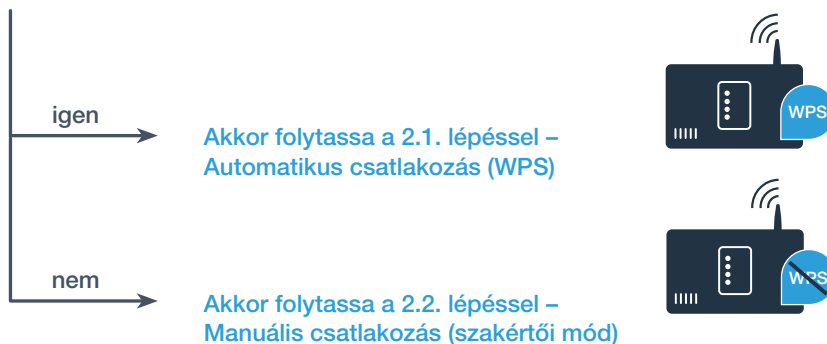 igen
Akkor folytassa a 2.1. lépéssel –
Automatikus csatlakozás (WPS)
WPS
nem
Akkor folytassa a 2.2. lépéssel –
Manuális csatlakozás (szakértői mód)
WPS